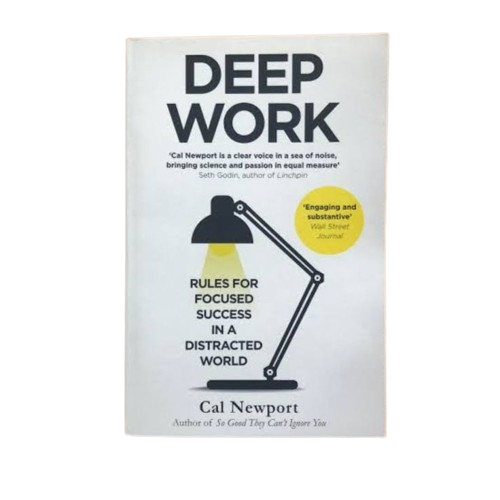 DEEP
WORK
‘Cal Newport is a clear voice in a sea of noise,
bringing science and passion in equal measure’
Seth Godin, author of Linchpin
‘Engaging and
substantive’
Wall Street
Journal
RULES FOR
FOCUSED
SUCCESS
IN A
DISTRACTED
WORLD
Cal Newport
Author of So Good They Can't Ignore You